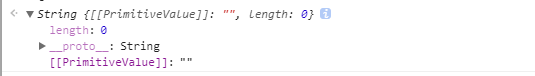 String {[[PrimitiveValue]]: "", length: 0}
length: 0
__proto__: String
[[PrimitiveValue]]: ""